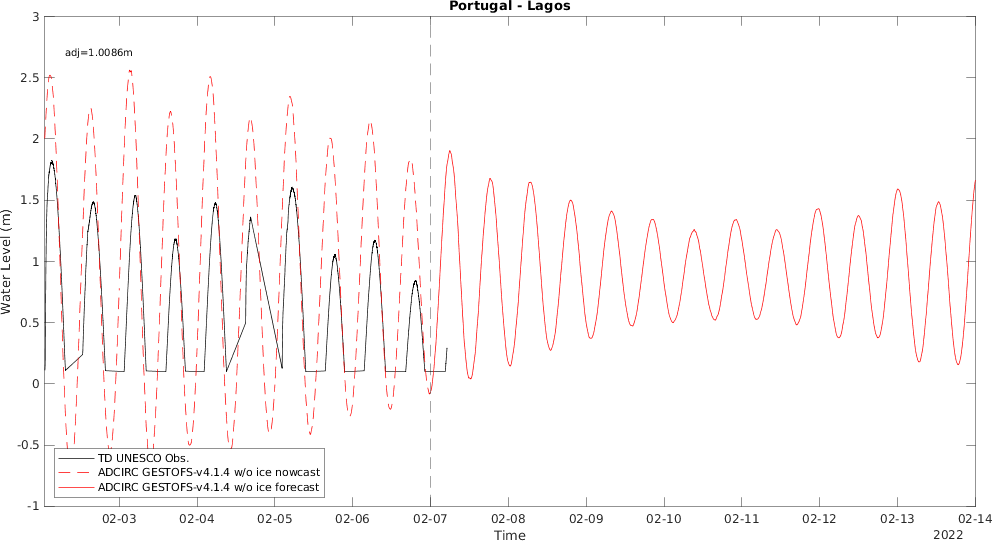 Portugal - Lagos
adj=1.0086m
3
2.5
2
1.5
1
0.5
0
-0.5
-1
Water Level (m)
TD UNESCO Obs.
ADCIRC GESTOFS-v4.1.4 w/o ice nowcast
ADCIRC GESTOFS-v4.1.4 w/o ice forecast
02-03 02-04 02-05 02-06 02-07 02-08 02-09 02-10 02-11 02-12 02-13 02-14
Time
2022